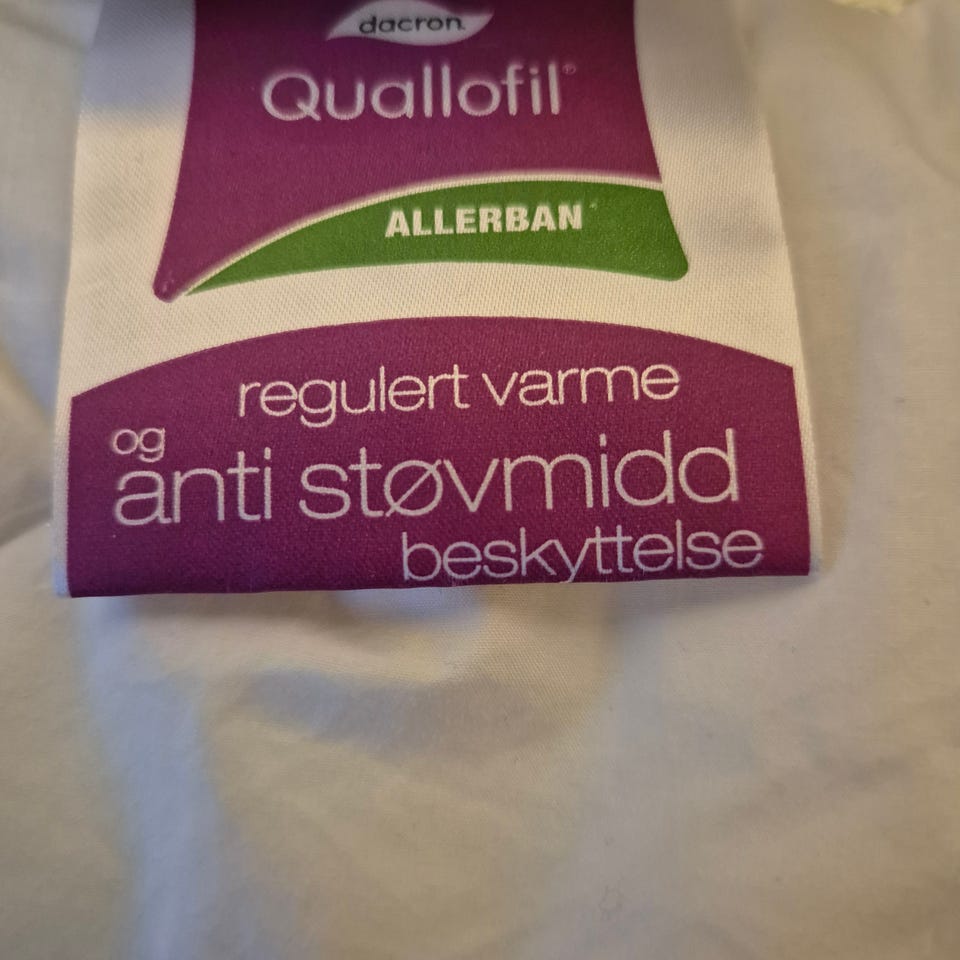 dacron.
Quallofil®
ALLERBAN
regulert varme
og
anti støvmidd
beskyttelse